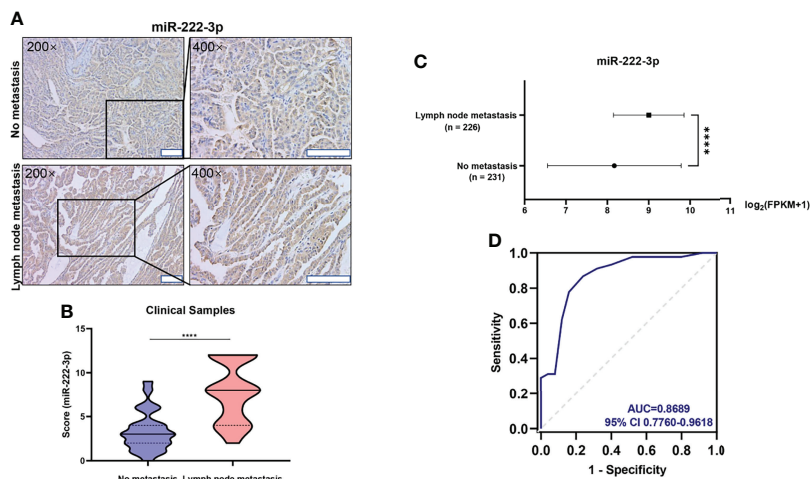 A
miR-222-3p
200×
400×
No metastasis
200×
400×
Lymph node metastasis
B
Clinical Samples
****
15
10
5
0
Score (miR-222-3p)
No metastasis Lymph node metastasis
C
miR-222-3p
Lymph node metastasis
(n = 226)
No metastasis
(n = 231)
****
6 7 8 9 10 11
log₂(FPKM+1)
D
1.0
0.8
0.6
0.4
0.2
0.0
Sensitivity
AUC=0.8689
95% CI 0.7760-0.9618
0.0 0.2 0.4 0.6 0.8 1.0
1 - Specificity